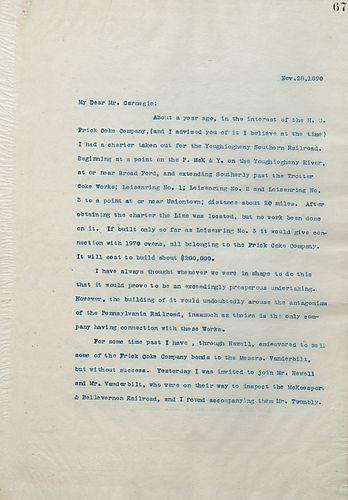 67
Nov.28,1890
My Dear Mr. Carnegie:
About a year ago, in the interest of the H. C.
Frick Coke Company,(and I advised you of it I believe at the time)
I had a charter taken out for the Youghiogheny Southern Railroad.
Beginning at a point on the P. McK & Y. on the Youghiogheny River,
at or near Broad Ford, and extending Southerly past the Trotter
Coke Works; Leisenring No. 1; Leisenring No. 2 and Leisenring No.
3 to a point at or near Uniontown; distance about 20 miles. After
obtaining the charter the Line was located, but no work been done
on it. If built only so far as Leisenring No. 3 it would give con-
nection with 1970 ovens, all belonging to the Frick Coke Company.
It will cost to build about $200,000.
I have always thought whenever we were in shape to do this
that it would prove to be an exceedingly prosperous undertaking.
However, the building of it would undoubtedly arouse the antagonism
of the Pennsylvania Railroad, inasmuch as theirs is the only com-
pany having connection with these Works.
For some time past I have , through Newell, endeavored to sell
some of the Frick Coke Company bonds to the Messrs. Vanderbilt,
but without success. Yesterday I was invited to join Mr. Newell
and Mr. Vanderbilt, who were on their way to inspect the McKeesport
& Bellevernon Railroad, and I found accompanying them Mr. Twombly.